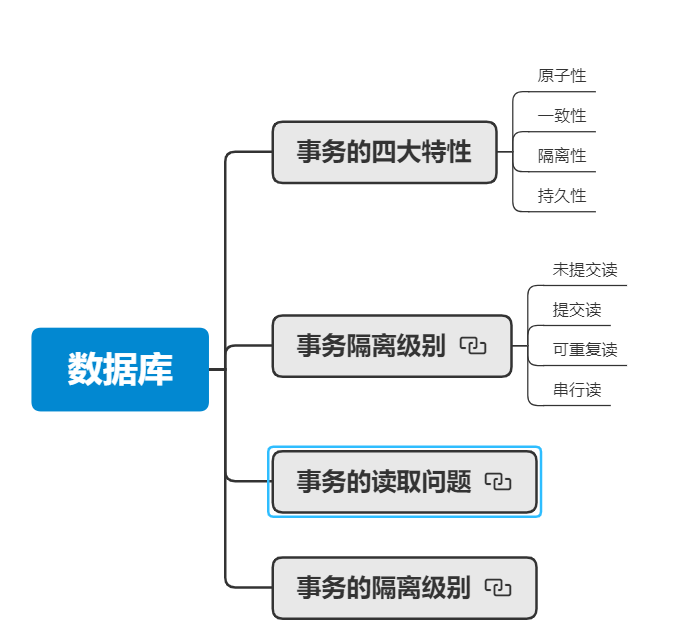 数据库
事务的四大特性
原子性
一致性
隔离性
持久性
事务隔离级别
未提交读
提交读
可重复读
串行读
事务的读取问题
事务的隔离级别